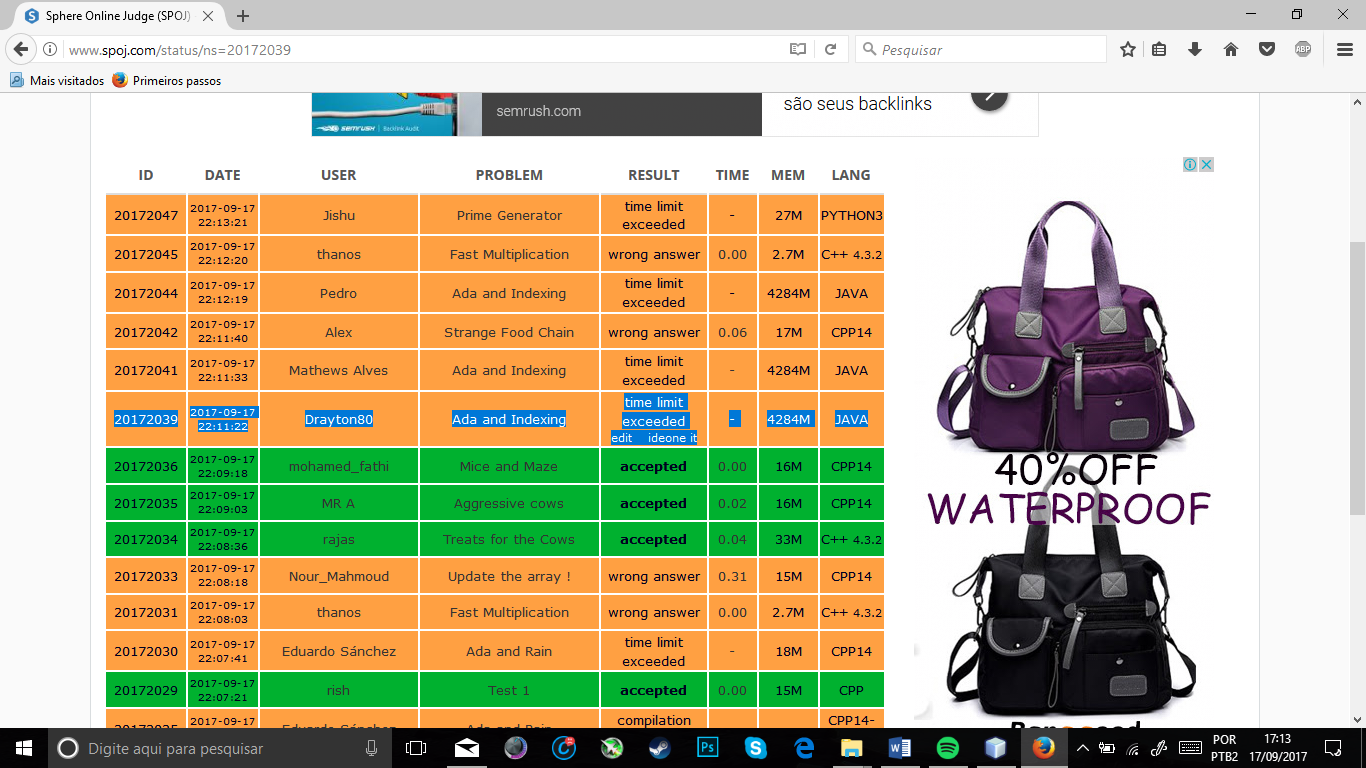 Sphere Online Judge (SPOJ)
www.spoj.com/status/ns=20172039
Pesquisar
ABP
Mais visitados
Primeiros passos
SEMRUSH | Backlink Audit
semrush.com
são seus backlinks
ID DATE USER PROBLEM RESULT TIME MEM LANG
20172047 2017-09-17 22:13:21 Jishu Prime Generator time limit exceeded - 27M PYTHON3
20172045 2017-09-17 22:12:20 thanos Fast Multiplication wrong answer 0.00 2.7M C++ 4.3.2
20172044 2017-09-17 22:12:19 Pedro Ada and Indexing time limit exceeded - 4284M JAVA
20172042 2017-09-17 22:11:40 Alex Strange Food Chain wrong answer 0.06 17M CPP14
20172041 2017-09-17 22:11:33 Mathews Alves Ada and Indexing time limit exceeded - 4284M JAVA
20172039 2017-09-17 22:11:22 Drayton80 Ada and Indexing time limit exceeded edit ideone it - 4284M JAVA
20172036 2017-09-17 22:09:18 mohamed_fathi Mice and Maze accepted 0.00 16M CPP14
20172035 2017-09-17 22:09:03 MR A Aggressive cows accepted 0.02 16M CPP14
20172034 2017-09-17 22:08:36 rajas Treats for the Cows accepted 0.04 33M C++ 4.3.2
20172033 2017-09-17 22:08:18 Nour_Mahmoud Update the array ! wrong answer 0.31 15M CPP14
20172031 2017-09-17 22:08:03 thanos Fast Multiplication wrong answer 0.00 2.7M C++ 4.3.2
20172030 2017-09-17 22:07:41 Eduardo Sánchez Ada and Rain time limit exceeded - 18M CPP14
20172029 2017-09-17 22:07:21 rish Test 1 accepted 0.00 15M CPP
2017-09-17 Eduardo Sánchez Ada and Rain compilation CPP14-
40%OFF
WATERPROOF
Digite aqui para pesquisar
POR
PTB2
17:13
17/09/2017